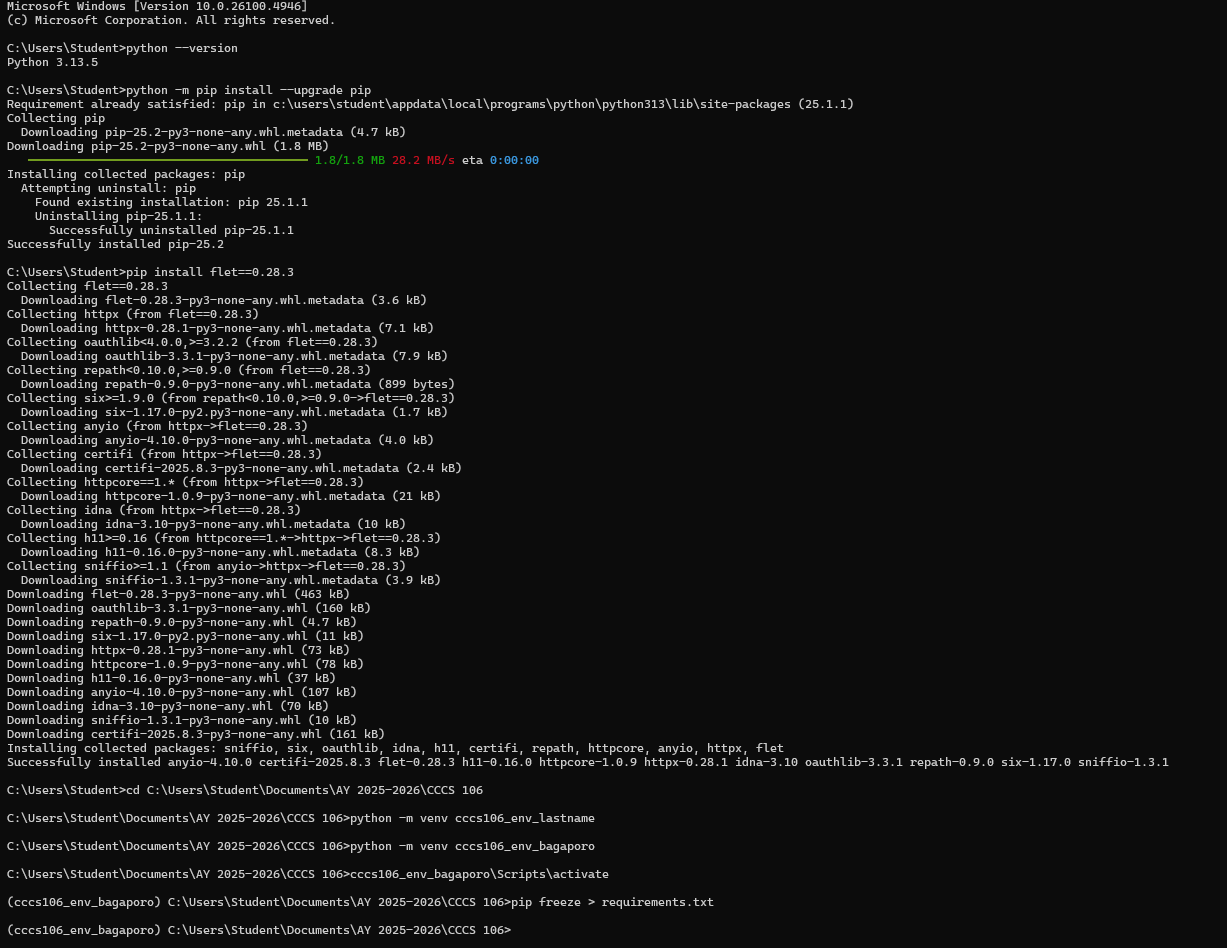 Microsoft Windows [Version 10.0.26100.4946]
(c) Microsoft Corporation. All rights reserved.
C:\Users\Student>python --version
Python 3.13.5
C:\Users\Student>python -m pip install --upgrade pip
Requirement already satisfied: pip in c:\users\student\appdata\local\programs\python\python313\lib\site-packages (25.1.1)
Collecting pip
  Downloading pip-25.2-py3-none-any.whl.metadata (4.7 kB)
Downloading pip-25.2-py3-none-any.whl (1.8 MB)
1.8/1.8 MB 28.2 MB/s eta 0:00:00
Installing collected packages: pip
  Attempting uninstall: pip
    Found existing installation: pip 25.1.1
    Uninstalling pip-25.1.1:
      Successfully uninstalled pip-25.1.1
Successfully installed pip-25.2
C:\Users\Student>pip install flet==0.28.3
Collecting flet==0.28.3
  Downloading flet-0.28.3-py3-none-any.whl.metadata (3.6 kB)
Collecting httpx (from flet==0.28.3)
  Downloading httpx-0.28.1-py3-none-any.whl.metadata (7.1 kB)
Collecting oauthlib<4.0.0,>=3.2.2 (from flet==0.28.3)
  Downloading oauthlib-3.3.1-py3-none-any.whl.metadata (7.9 kB)
Collecting repath<0.10.0,>=0.9.0 (from flet==0.28.3)
  Downloading repath-0.9.0-py3-none-any.whl.metadata (899 bytes)
Collecting six>=1.9.0 (from repath<0.10.0,>=0.9.0->flet==0.28.3)
  Downloading six-1.17.0-py2.py3-none-any.whl.metadata (1.7 kB)
Collecting anyio (from httpx->flet==0.28.3)
  Downloading anyio-4.10.0-py3-none-any.whl.metadata (4.0 kB)
Collecting certifi (from httpx->flet==0.28.3)
  Downloading certifi-2025.8.3-py3-none-any.whl.metadata (2.4 kB)
Collecting httpcore==1.* (from httpx->flet==0.28.3)
  Downloading httpcore-1.0.9-py3-none-any.whl.metadata (21 kB)
Collecting idna (from httpx->flet==0.28.3)
  Downloading idna-3.10-py3-none-any.whl.metadata (10 kB)
Collecting h11>=0.16 (from httpcore==1.*->httpx->flet==0.28.3)
  Downloading h11-0.16.0-py3-none-any.whl.metadata (8.3 kB)
Collecting sniffio>=1.1 (from anyio->httpx->flet==0.28.3)
  Downloading sniffio-1.3.1-py3-none-any.whl.metadata (3.9 kB)
Downloading flet-0.28.3-py3-none-any.whl (463 kB)
Downloading oauthlib-3.3.1-py3-none-any.whl (160 kB)
Downloading repath-0.9.0-py3-none-any.whl (4.7 kB)
Downloading six-1.17.0-py2.py3-none-any.whl (11 kB)
Downloading httpx-0.28.1-py3-none-any.whl (73 kB)
Downloading httpcore-1.0.9-py3-none-any.whl (78 kB)
Downloading h11-0.16.0-py3-none-any.whl (37 kB)
Downloading anyio-4.10.0-py3-none-any.whl (107 kB)
Downloading idna-3.10-py3-none-any.whl (70 kB)
Downloading sniffio-1.3.1-py3-none-any.whl (10 kB)
Downloading certifi-2025.8.3-py3-none-any.whl (161 kB)
Installing collected packages: sniffio, six, oauthlib, idna, h11, certifi, repath, httpcore, anyio, httpx, flet
Successfully installed anyio-4.10.0 certifi-2025.8.3 flet-0.28.3 h11-0.16.0 httpcore-1.0.9 httpx-0.28.1 idna-3.10 oauthlib-3.3.1 repath-0.9.0 six-1.17.0 sniffio-1.3.1
C:\Users\Student>cd C:\Users\Student\Documents\AY 2025-2026\CCCS 106
C:\Users\Student\Documents\AY 2025-2026\CCCS 106>python -m venv cccs106_env_lastname
C:\Users\Student\Documents\AY 2025-2026\CCCS 106>python -m venv cccs106_env_bagaporo
C:\Users\Student\Documents\AY 2025-2026\CCCS 106>cccs106_env_bagaporo\Scripts\activate
(cccs106_env_bagaporo) C:\Users\Student\Documents\AY 2025-2026\CCCS 106>pip freeze > requirements.txt
(cccs106_env_bagaporo) C:\Users\Student\Documents\AY 2025-2026\CCCS 106>